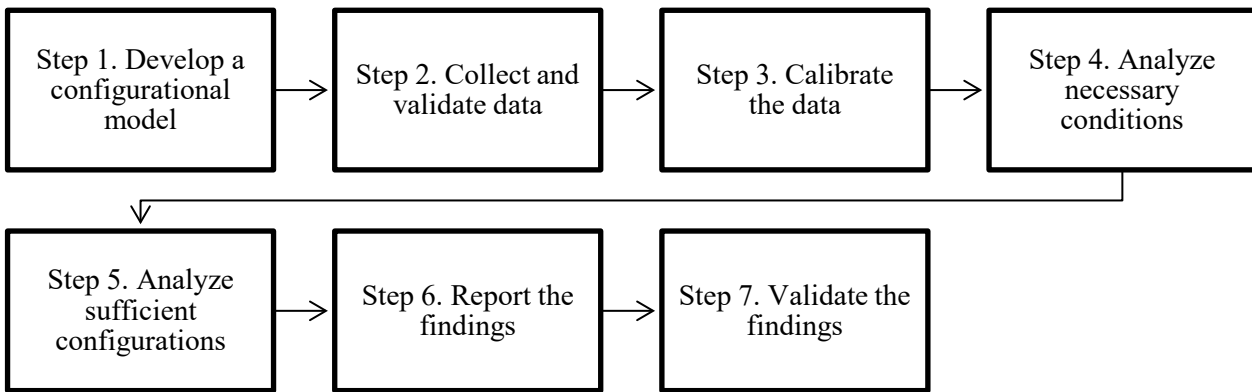 Step 1. Develop a
configurational
model
Step 2. Collect and
validate data
Step 3. Calibrate
the data
Step 4. Analyze
necessary
conditions
Step 5. Analyze
sufficient
configurations
Step 6. Report the
findings
Step 7. Validate the
findings